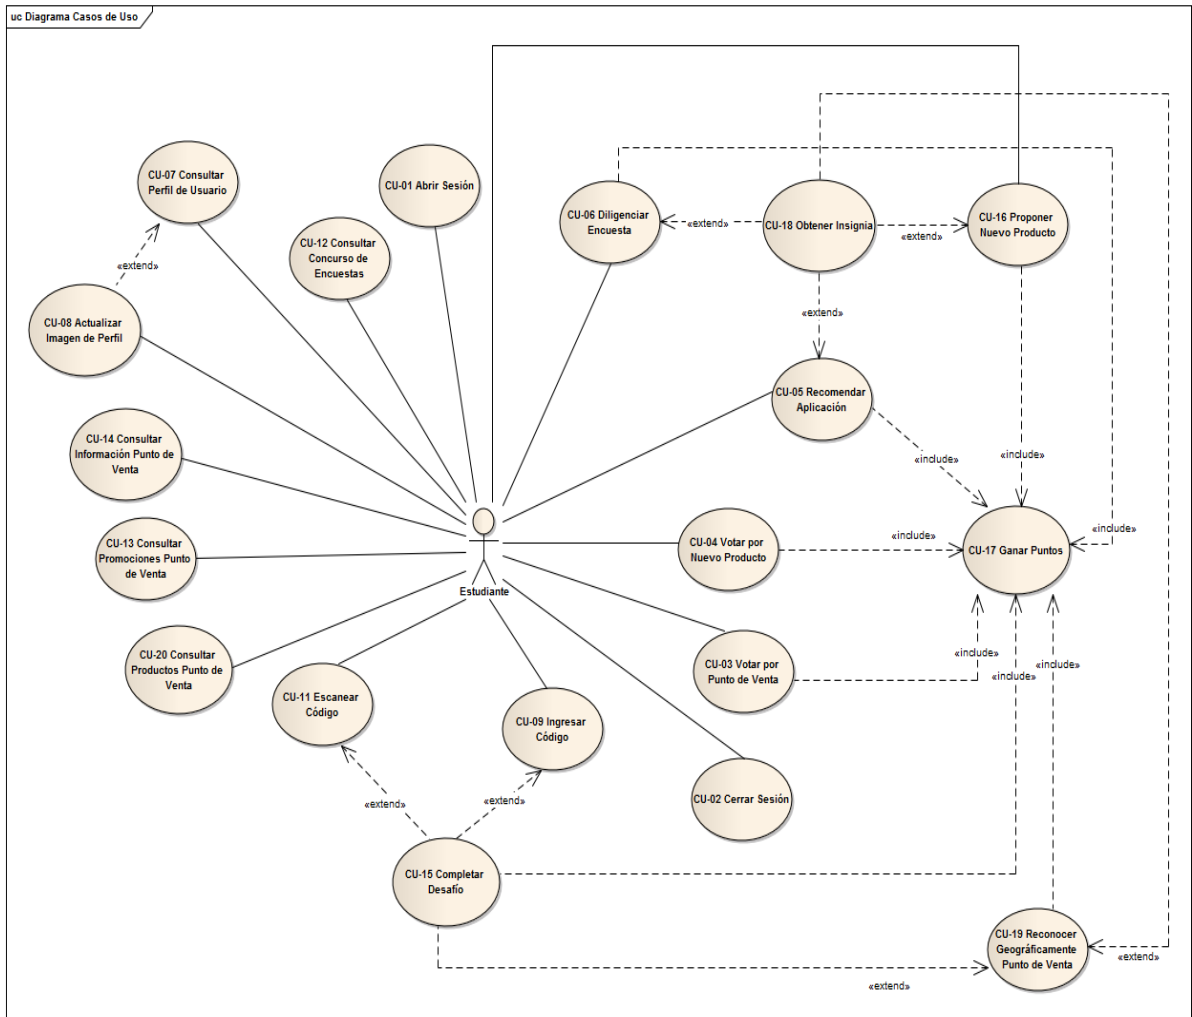 uc Diagrama Casos de Uso
CU-07 Consultar
Perfil de Usuario
CU-01 Abrir Sesión
CU-12 Consultar
Concurso de
Encuestas
CU-06 Diligenciar
Encuesta
«extend»
CU-18 Obtener Insignia
«extend»
CU-16 Proponer
Nuevo Producto
«extend»
CU-08 Actualizar
Imagen de Perfil
«extend»
CU-05 Recomendar
Aplicación
CU-14 Consultar
Información Punto de
Venta
«include»
«include»
CU-13 Consultar
Promociones Punto
de Venta
CU-04 Votar por
Nuevo Producto
«include»
CU-17 Ganar Puntos
«include»
Estudiante
CU-20 Consultar
Productos Punto de
Venta
CU-03 Votar por
Punto de Venta
«include»
«include»
«include»
CU-11 Escanear
Código
CU-09 Ingresar
Código
CU-02 Cerrar Sesión
«extend»
«extend»
CU-15 Completar
Desafío
CU-19 Reconocer
Geográficamente
Punto de Venta
«extend»
«extend»